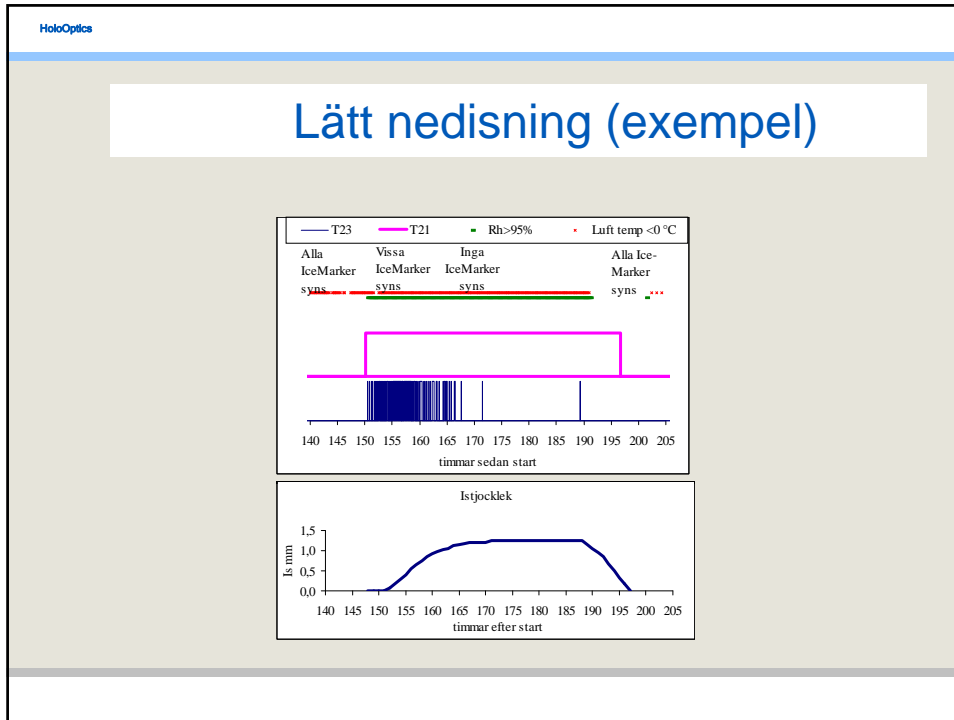 HoloOptics
Lätt nedisning (exempel)
T23 T21 Rh>95% Luft temp <0 °C
Alla IceMarker syns
Vissa IceMarker syns
Inga IceMarker syns
Alla Ice-Marker syns
140 145 150 155 160 165 170 175 180 185 190 195 200 205
timmar sedan start
Istjocklek
Is mm
1,5
1,0
0,5
0,0
140 145 150 155 160 165 170 175 180 185 190 195 200 205
timmar efter start